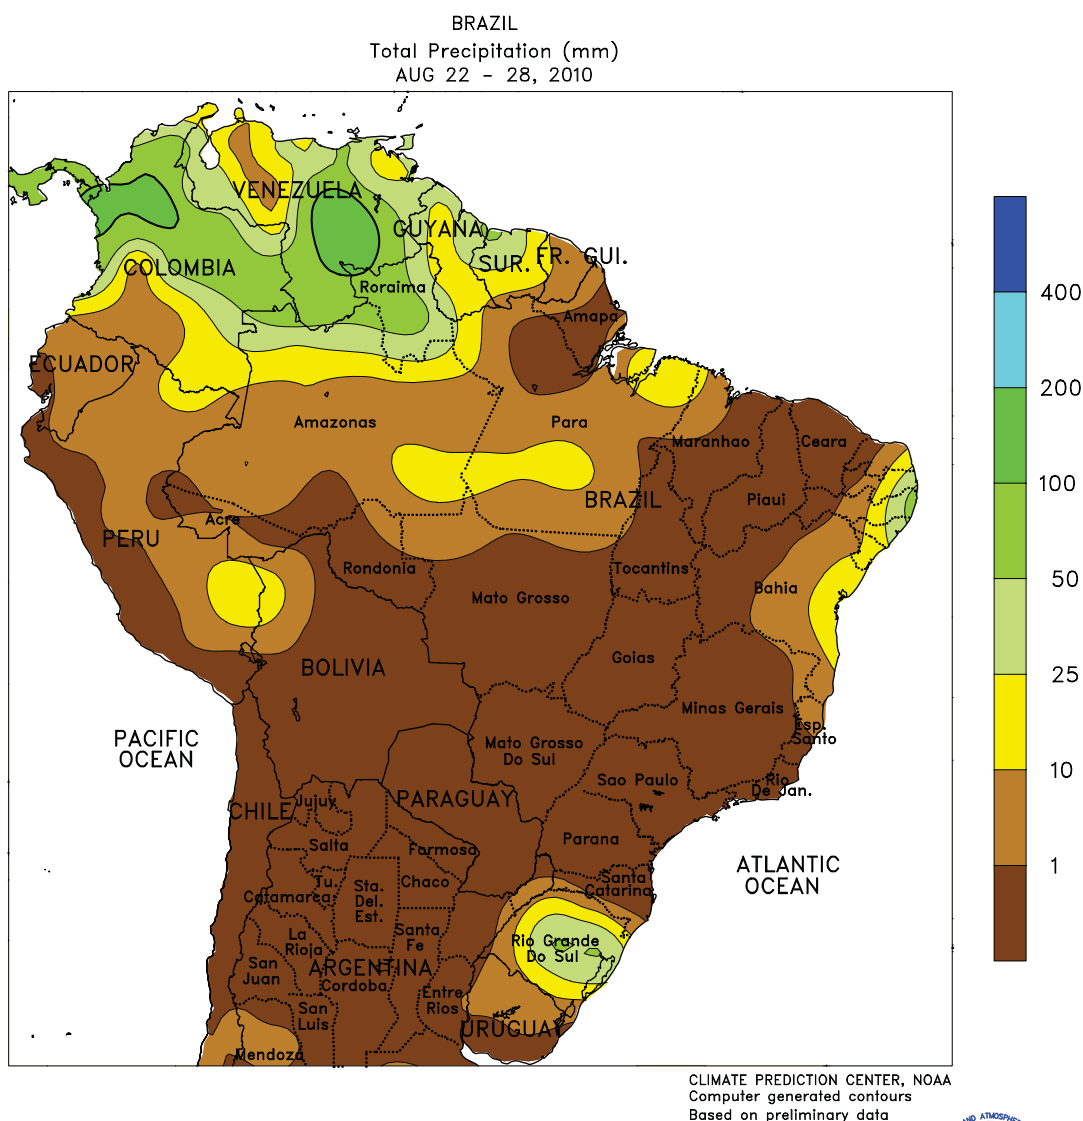 BRAZIL
Total Precipitation (mm)
AUG 22 - 28, 2010
VENEZUELA
GUYANA
COLOMBIA
SUR.
FR. GUI.
Roraima
Amapa
ECUADOR
Amazonas
Para
Maranhao
Ceara
BRAZIL
Piaui
Acre
PERU
Rondonia
Tocantins
Bahia
Mato Grosso
Goias
BOLIVIA
Minas Gerais
Esp.
Santo
PACIFIC
OCEAN
Mato Grosso
Do Sul
Sao Paulo
Rio
De Jan.
CHILE
Jujuy
PARAGUAY
Salta
Formosa
Parana
ATLANTIC
OCEAN
Tu.
Catamarca
Sta.
Del.
Est.
Chaco
Santa
Catarina
La
Rioja
Santa
Fe
Rio Grande
Do Sul
San
Juan
ARGENTINA
Cordoba
Entre
Rios
San
Luis
URUGUAY
Mendoza
400
200
100
50
25
10
1
CLIMATE PREDICTION CENTER, NOAA
Computer generated contours
Based on preliminary data
AND ATMOSPHE